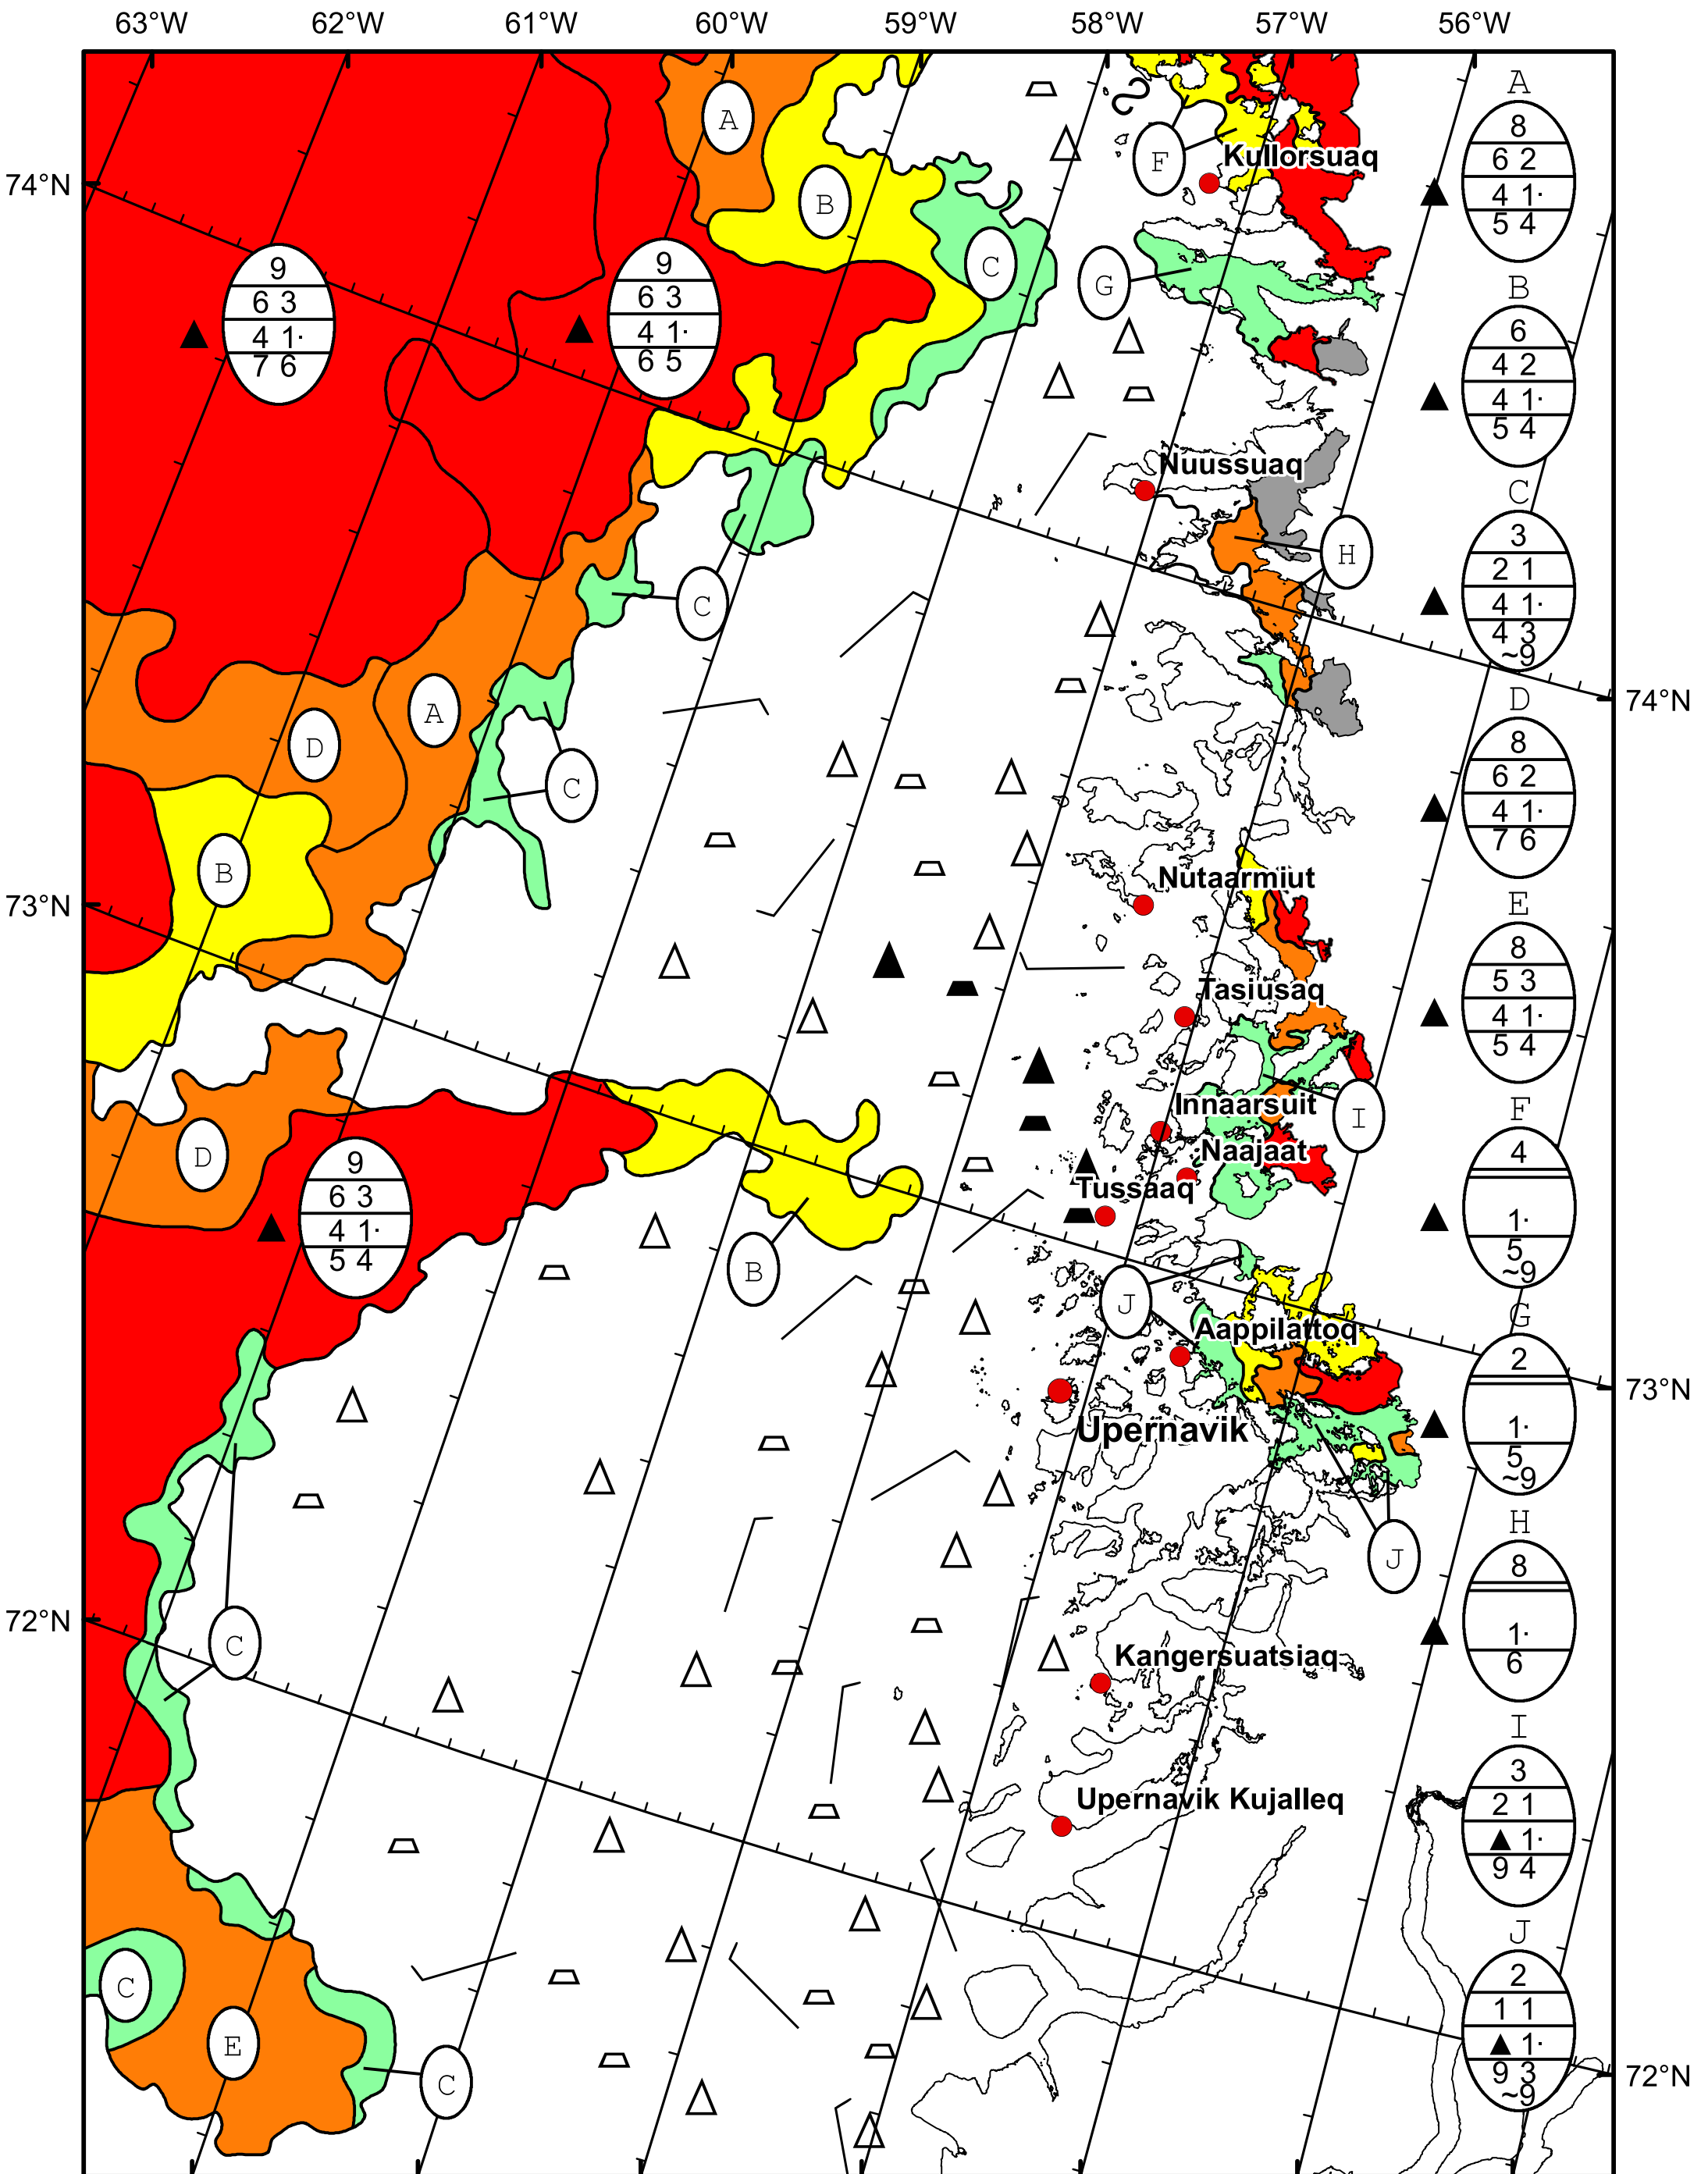 63°W 62°W 61°W 60°W 59°W 58°W 57°W 56°W
A
8
6 2
4 1·
5 4
A
F
Kullorsuaq
74°N
B
C
G
9
6 3
4 1·
7 6
9
6 3
4 1·
6 5
B
6
4 2
4 1·
5 4
Nuussuaq
C
3
2 1
4 1·
4 3
~9
H
C
74°N
D
8
6 2
4 1·
7 6
A
D
C
B
Nutaarmiut
73°N
E
8
5 3
4 1·
5 4
Tasiusaq
Innaarsuit
I
Naajaat
Tussaaq
F
4
1·
5
~9
D
9
6 3
4 1·
5 4
B
J
Aappilattoq
G
2
1·
5
~9
73°N
Upernavik
H
8
1·
6
J
72°N
C
Kangersuatsiaq
I
3
2 1
▲ 1·
9 4
Upernavik Kujalleq
J
2
1 1
▲ 1·
9 3
~9
C
E
C
72°N